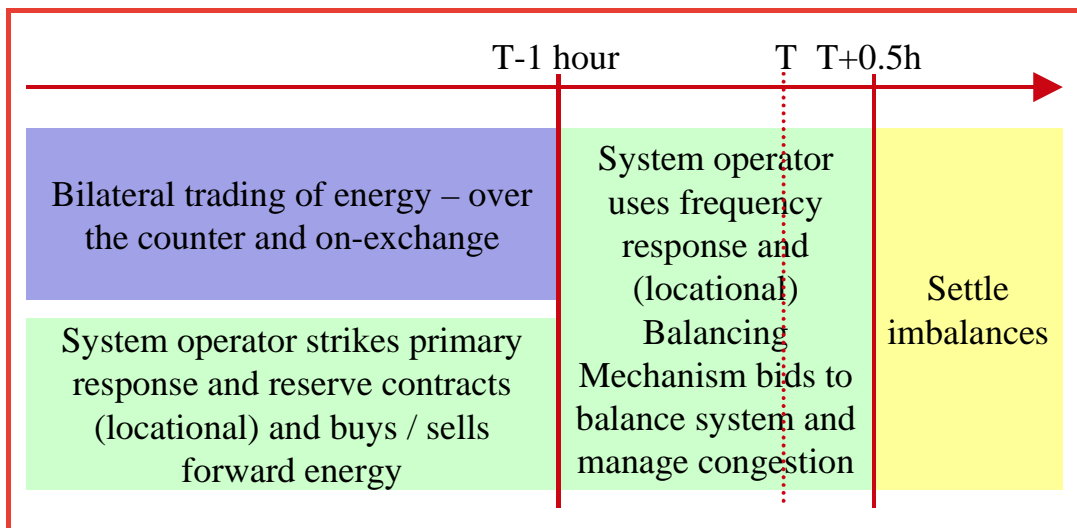 T-1 hour
T
T+0.5h
Bilateral trading of energy – over
the counter and on-exchange
System operator strikes primary
response and reserve contracts
(locational) and buys / sells
forward energy
System operator
uses frequency
response and
(locational)
Balancing
Mechanism bids to
balance system and
manage congestion
Settle
imbalances